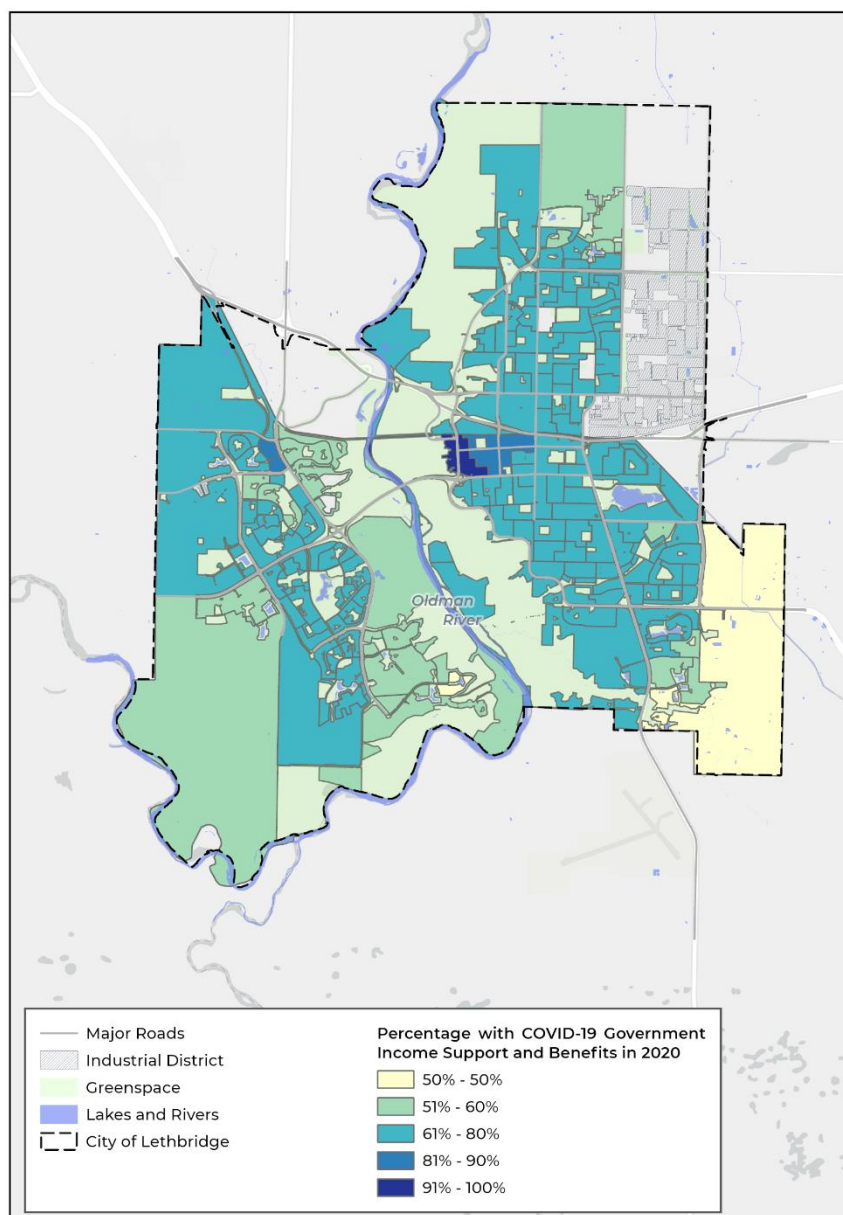 Oldman
River
Major Roads
Industrial District
Greenspace
Lakes and Rivers
City of Lethbridge
Percentage with COVID-19 Government
Income Support and Benefits in 2020
50% - 50%
51% - 60%
61% - 80%
81% - 90%
91% - 100%